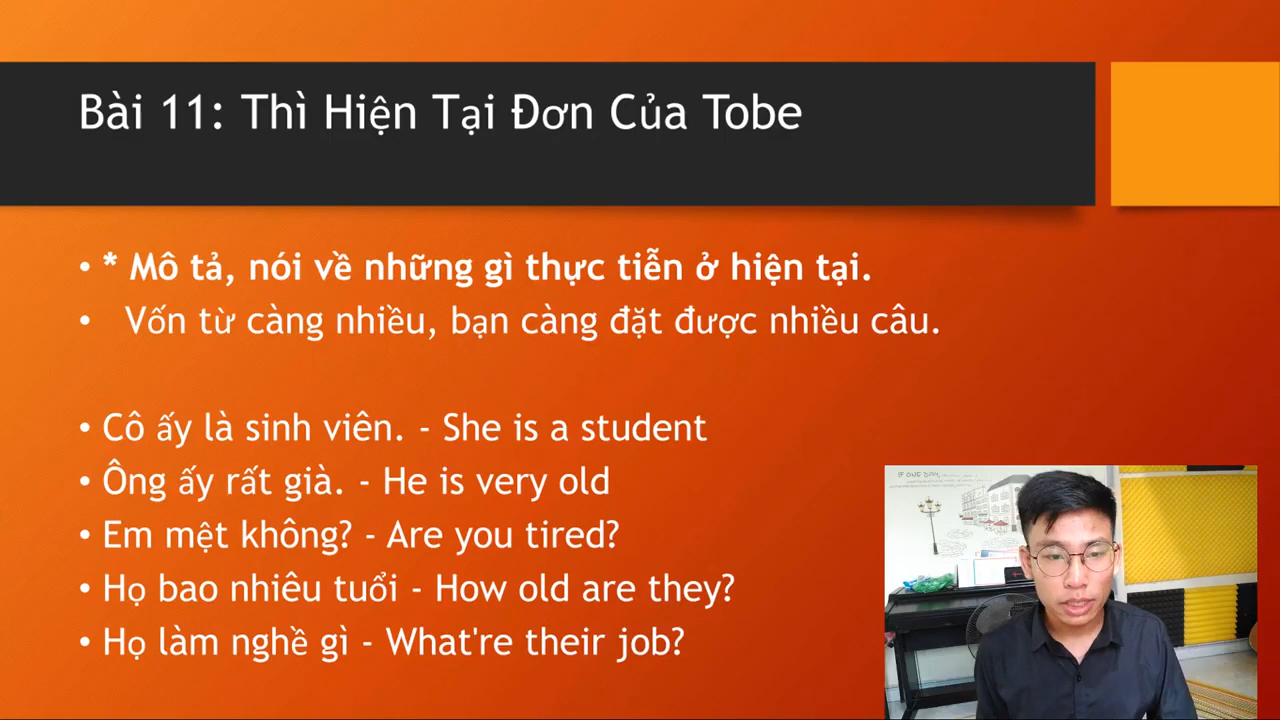 Bài 11: Thì Hiện Tại Đơn Của Tobe
• * Mô tả, nói về những gì thực tiễn ở hiện tại.
• Vốn từ càng nhiều, bạn càng đặt được nhiều câu.
• Cô ấy là sinh viên. - She is a student
• Ông ấy rất già. - He is very old
• Em mệt không? - Are you tired?
• Họ bao nhiêu tuổi - How old are they?
• Họ làm nghề gì - What're their job?
IF ONE DAY,